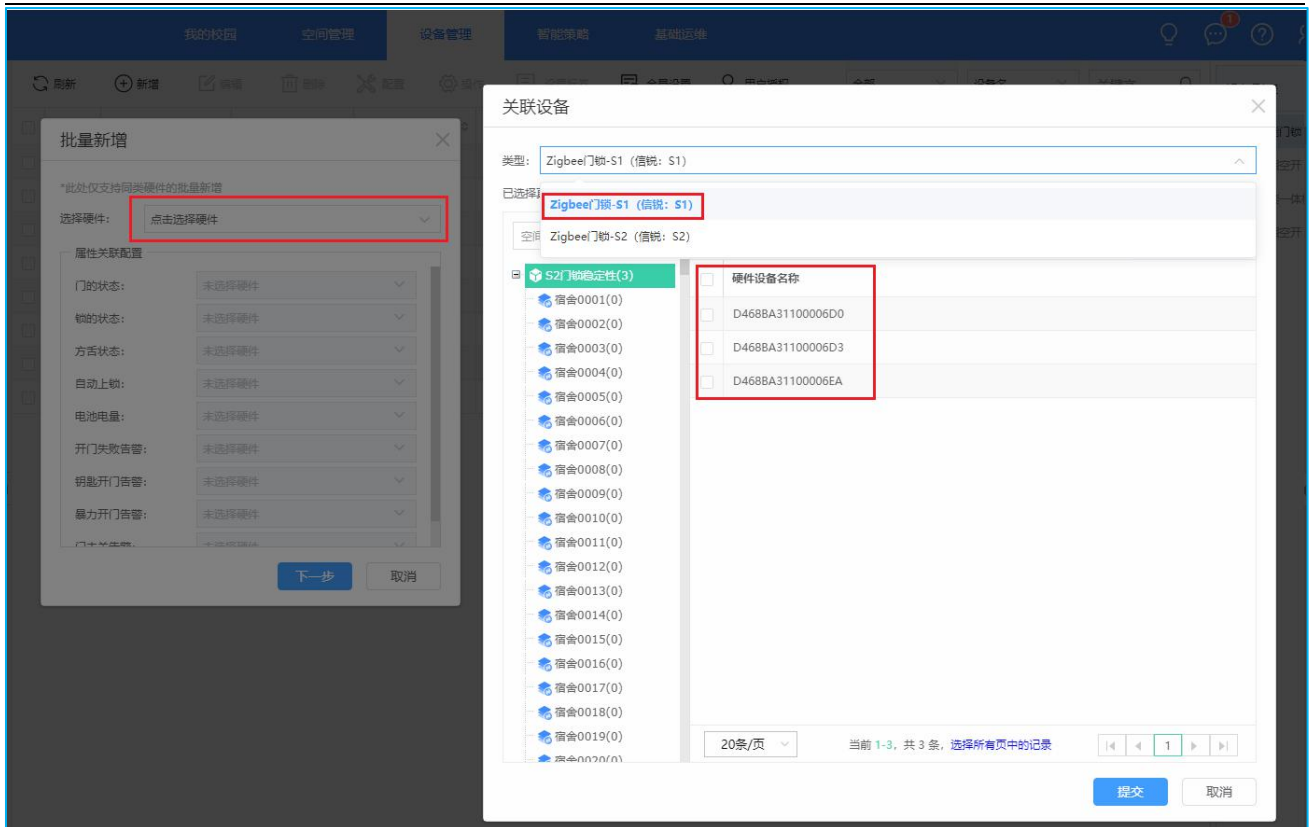 我的校园 空间管理 设备管理 智能策略 基础运维 1
刷新 新增 编辑 删除 配置 操作
批量新增
*此处仅支持同类硬件的批量新增
选择硬件： 点击选择硬件
属性关联配置
门的状态： 未选择硬件
锁的状态： 未选择硬件
方舌状态： 未选择硬件
自动上锁： 未选择硬件
电池电量： 未选择硬件
开门失败告警： 未选择硬件
钥匙开门告警： 未选择硬件
暴力开门告警： 未选择硬件
下一步 取消
关联设备
类型： Zigbee门锁-S1（信锐：S1）
已选择
Zigbee门锁-S1（信锐：S1）
Zigbee门锁-S2（信锐：S2）
S2门锁稳定性(3)
宿舍0001(0)
宿舍0002(0)
宿舍0003(0)
宿舍0004(0)
宿舍0005(0)
宿舍0006(0)
宿舍0007(0)
宿舍0008(0)
宿舍0009(0)
宿舍0010(0)
宿舍0011(0)
宿舍0012(0)
宿舍0013(0)
宿舍0014(0)
宿舍0015(0)
宿舍0016(0)
宿舍0017(0)
宿舍0018(0)
宿舍0019(0)
宿舍0020(0)
硬件设备名称
D468BA31100006D0
D468BA31100006D3
D468BA31100006EA
20条/页 当前 1-3，共 3 条，选择所有页中的记录 1
提交 取消